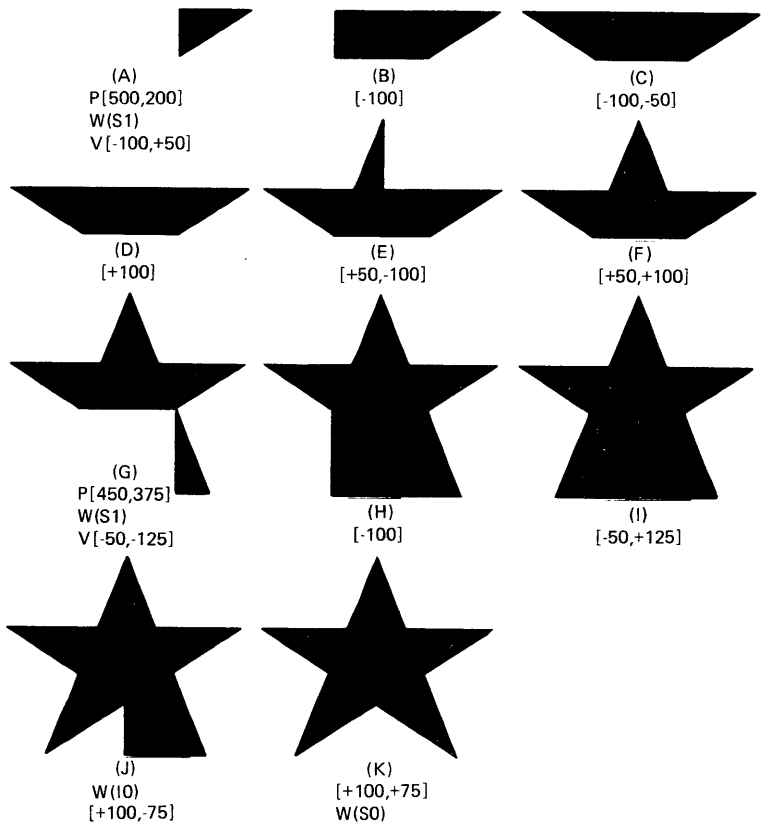 (A)
P[500,200]
W(S1)
V[-100,+50]
(B)
[-100]
(C)
[-100,-50]
(D)
[+100]
(E)
[+50,-100]
(F)
[+50,+100]
(G)
P[450,375]
W(S1)
V[-50,-125]
(H)
[-100]
(I)
[-50,+125]
(J)
W(I0)
[+100,-75]
(K)
[+100,+75]
W(S0)